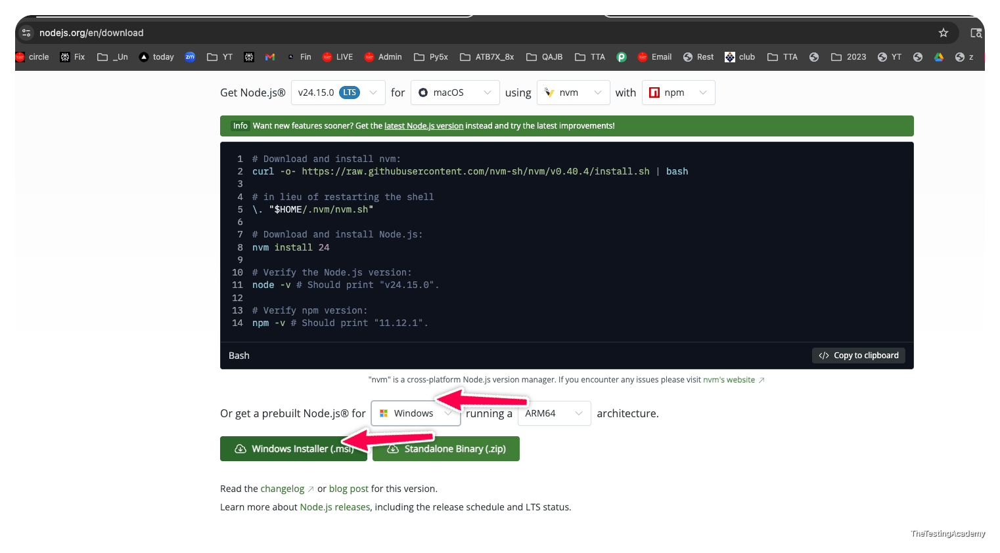 nodejs.org/en/download
circle Fix _Un today zm YT Fin LIVE Admin Py5x ATB7X_8x QAJB TTA Email Rest club TTA 2023 YT z
Get Node.js® v24.15.0 LTS for macOS using nvm with npm
Info Want new features sooner? Get the latest Node.js version instead and try the latest improvements!
1 # Download and install nvm:
2 curl -o- https://raw.githubusercontent.com/nvm-sh/nvm/v0.40.4/install.sh | bash
3
4 # in lieu of restarting the shell
5 \. "$HOME/.nvm/nvm.sh"
6
7 # Download and install Node.js:
8 nvm install 24
9
10 # Verify the Node.js version:
11 node -v # Should print "v24.15.0".
12
13 # Verify npm version:
14 npm -v # Should print "11.12.1".
Bash </> Copy to clipboard
"nvm" is a cross-platform Node.js version manager. If you encounter any issues please visit nvm's website
Or get a prebuilt Node.js® for Windows running a ARM64 architecture.
Windows Installer (.msi) Standalone Binary (.zip)
Read the changelog or blog post for this version.
Learn more about Node.js releases, including the release schedule and LTS status.
TheTestingAcademy